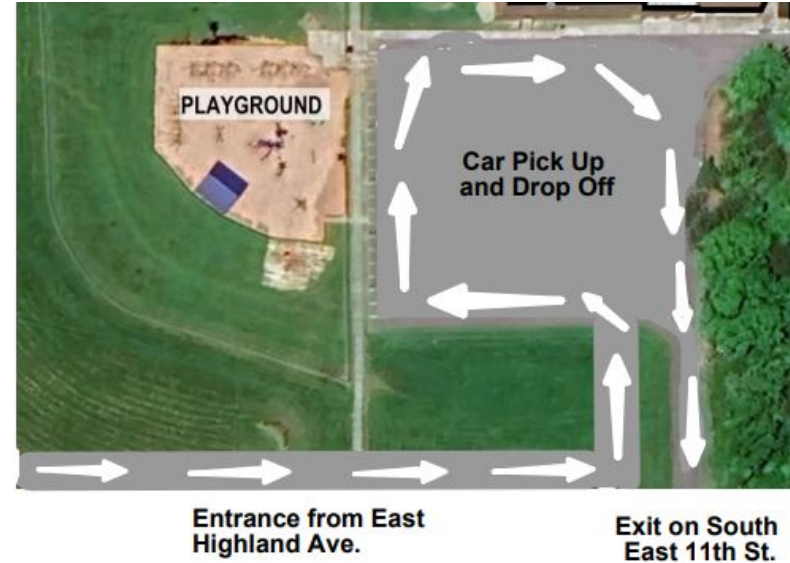 PLAYGROUND
Car Pick Up
and Drop Off
Entrance from East
Highland Ave.
Exit on South
East 11th St.